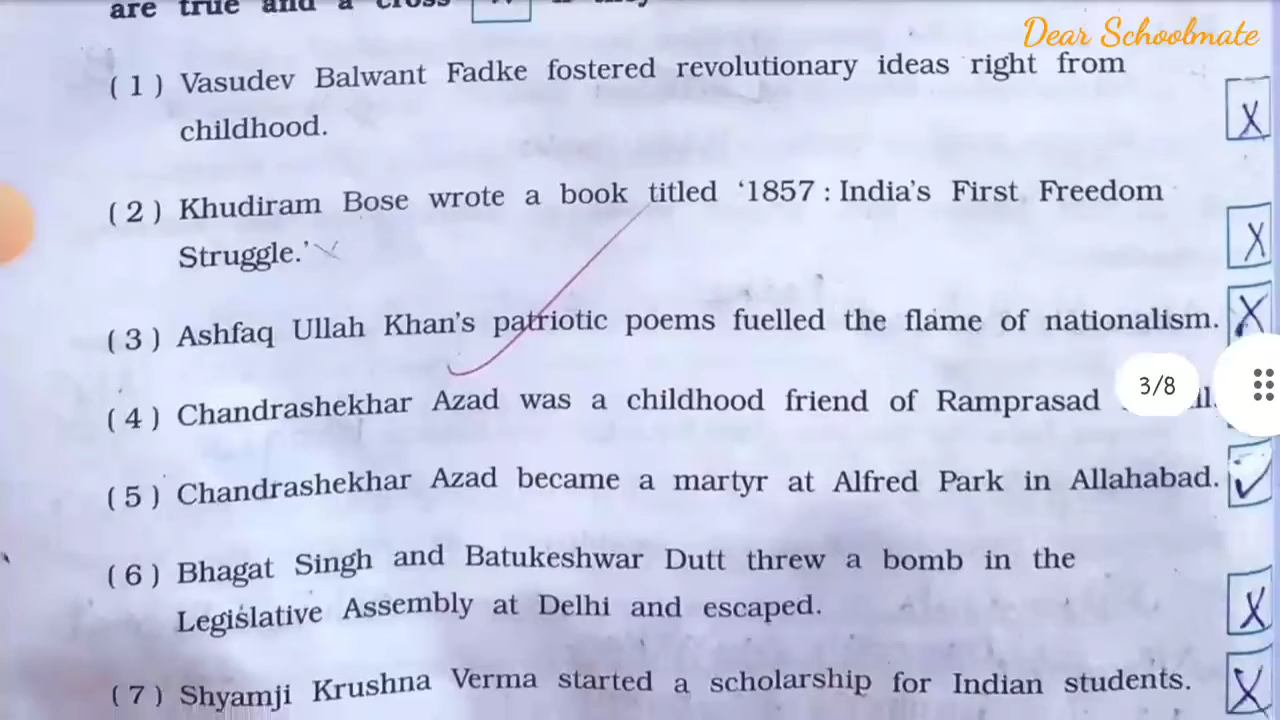 are true and a cross
Dear Schoolmate
( 1 ) Vasudev Balwant Fadke fostered revolutionary ideas right from
childhood.
X
( 2 ) Khudiram Bose wrote a book titled ‘1857 : India’s First Freedom
Struggle.’
X
( 3 ) Ashfaq Ullah Khan’s patriotic poems fuelled the flame of nationalism.
X
3/8
( 4 ) Chandrashekhar Azad was a childhood friend of Ramprasad
( 5 ) Chandrashekhar Azad became a martyr at Alfred Park in Allahabad.
✓
( 6 ) Bhagat Singh and Batukeshwar Dutt threw a bomb in the
Legislative Assembly at Delhi and escaped.
X
( 7 ) Shyamji Krushna Verma started a scholarship for Indian students.
X